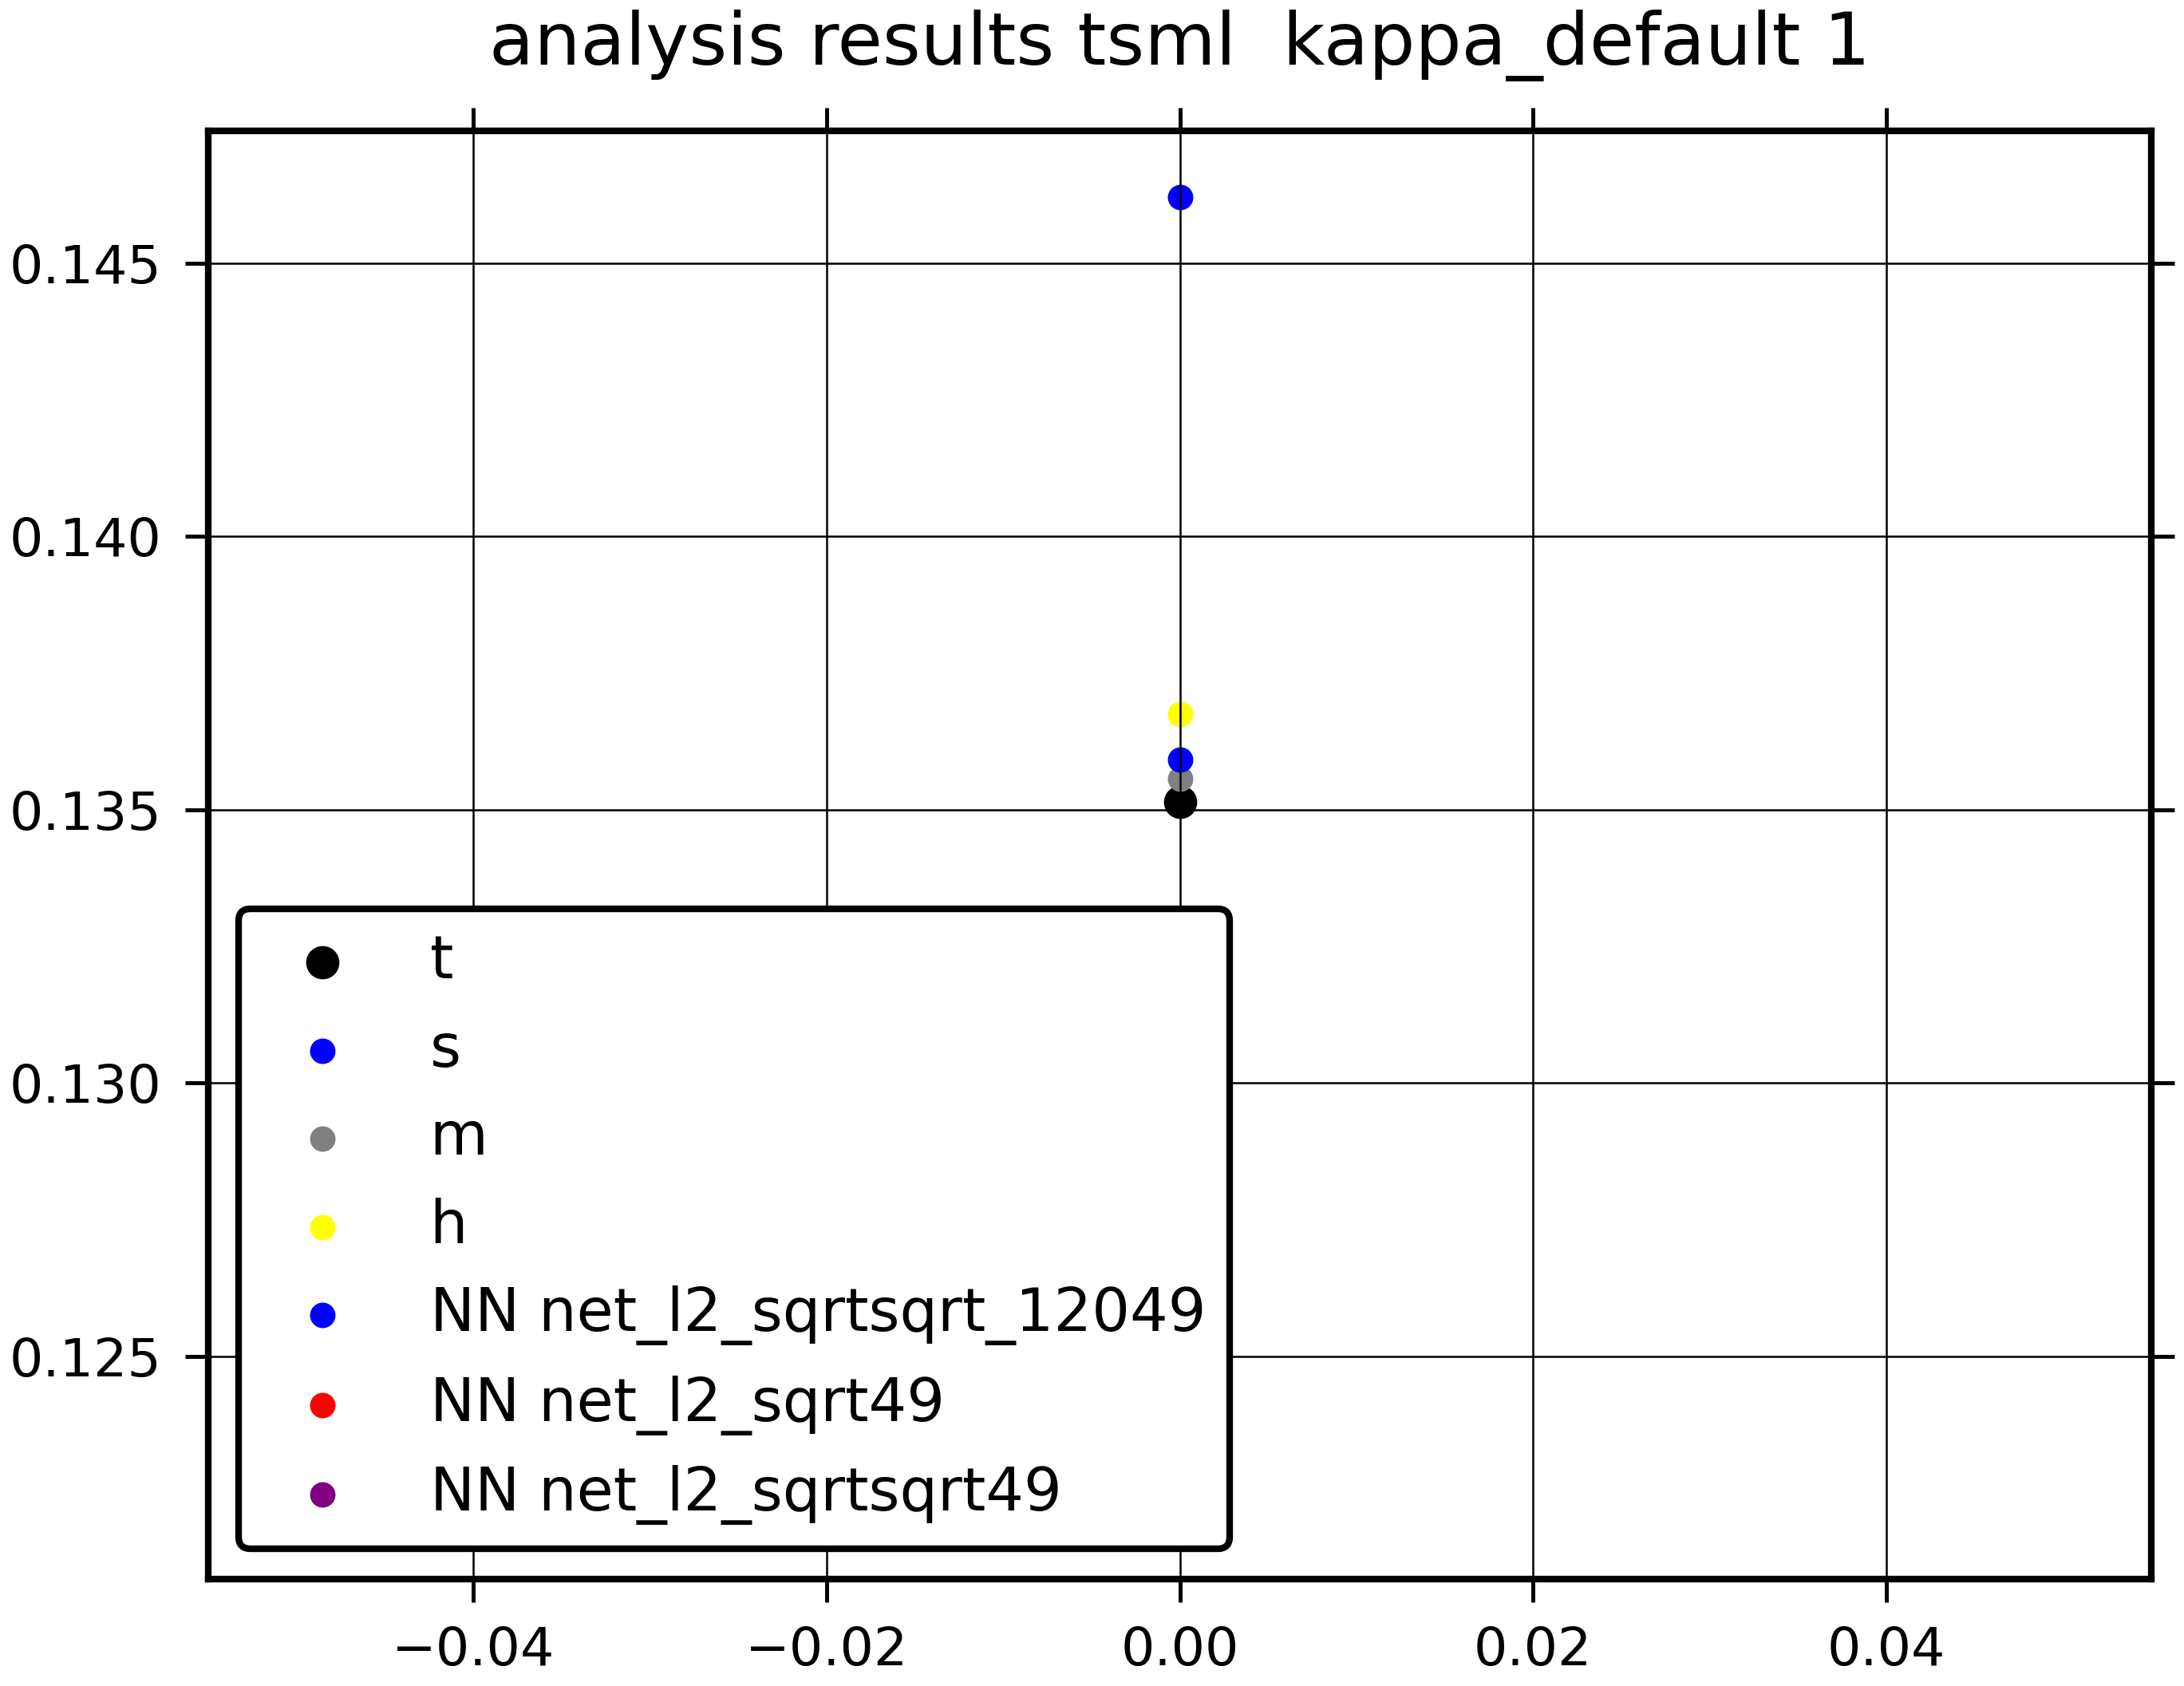 analysis results tsml  kappa_default 1
0.145
0.140
0.135
0.130
0.125
t
s
m
h
NN net_l2_sqrtsqrt_12049
NN net_l2_sqrt49
NN net_l2_sqrtsqrt49
−0.04 −0.02 0.00 0.02 0.04